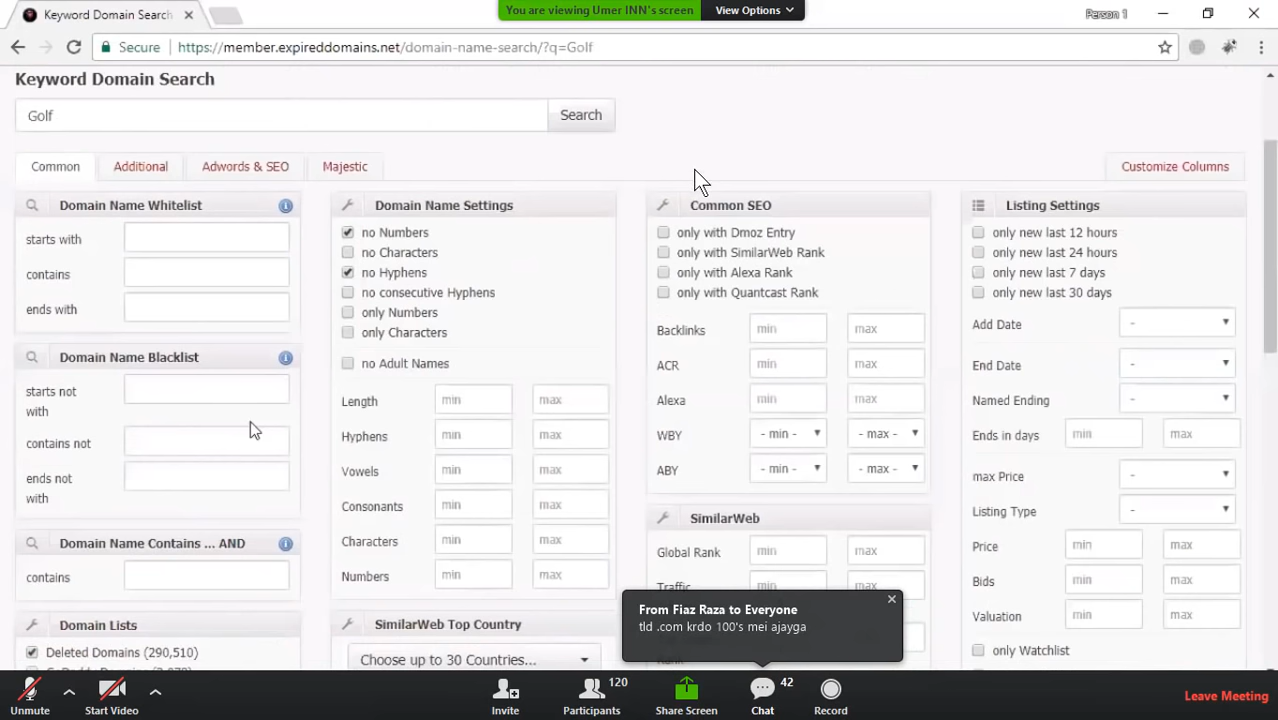 Keyword Domain Search
You are viewing Umer INN's screen
View Options
Person 1
Secure
https://member.expireddomains.net/domain-name-search/?q=Golf
Keyword Domain Search
Golf
Search
Common
Additional
Adwords & SEO
Majestic
Customize Columns
Domain Name Whitelist
starts with
contains
ends with
Domain Name Blacklist
starts not
with
contains not
ends not
with
Domain Name Contains ... AND
contains
Domain Lists
Deleted Domains (290,510)
Domain Name Settings
no Numbers
no Characters
no Hyphens
no consecutive Hyphens
only Numbers
only Characters
no Adult Names
Length min max
Hyphens min max
Vowels min max
Consonants min max
Characters min max
Numbers min max
SimilarWeb Top Country
Choose up to 30 Countries...
Common SEO
only with Dmoz Entry
only with SimilarWeb Rank
only with Alexa Rank
only with Quantcast Rank
Backlinks min max
ACR min max
Alexa min max
WBY - min - - max -
ABY - min - - max -
SimilarWeb
Global Rank min max
Traffic min max
Rank
Listing Settings
only new last 12 hours
only new last 24 hours
only new last 7 days
only new last 30 days
Add Date -
End Date -
Named Ending -
Ends in days min max
max Price -
Listing Type -
Price min max
Bids min max
Valuation min max
only Watchlist
From Fiaz Raza to Everyone
tld .com krdo 100's mei ajayga
Unmute
Start Video
Invite
120
Participants
Share Screen
42
Chat
Record
Leave Meeting